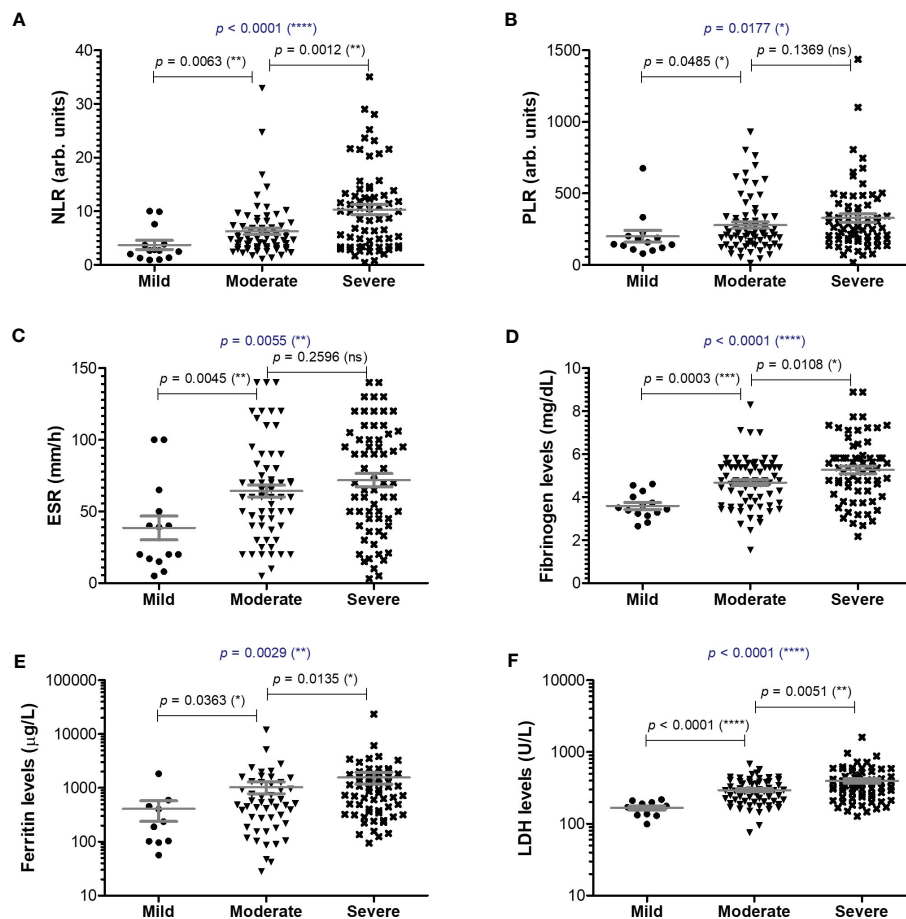 A
p < 0.0001 (****)
p = 0.0063 (**)
p = 0.0012 (**)
NLR (arb. units)
40
30
20
10
0
Mild Moderate Severe
B
p = 0.0177 (*)
p = 0.0485 (*)
p = 0.1369 (ns)
PLR (arb. units)
1500
1000
500
0
Mild Moderate Severe
C
p = 0.0055 (**)
p = 0.2596 (ns)
p = 0.0045 (**)
ESR (mm/h)
150
100
50
0
Mild Moderate Severe
D
p < 0.0001 (****)
p = 0.0003 (***)
p = 0.0108 (*)
Fibrinogen levels (mg/dL)
10
8
6
4
2
0
Mild Moderate Severe
E
p = 0.0029 (**)
p = 0.0135 (*)
p = 0.0363 (*)
Ferritin levels (µg/L)
100000
10000
1000
100
10
Mild Moderate Severe
F
p < 0.0001 (****)
p = 0.0051 (**)
p < 0.0001 (****)
LDH levels (U/L)
10000
1000
100
10
Mild Moderate Severe